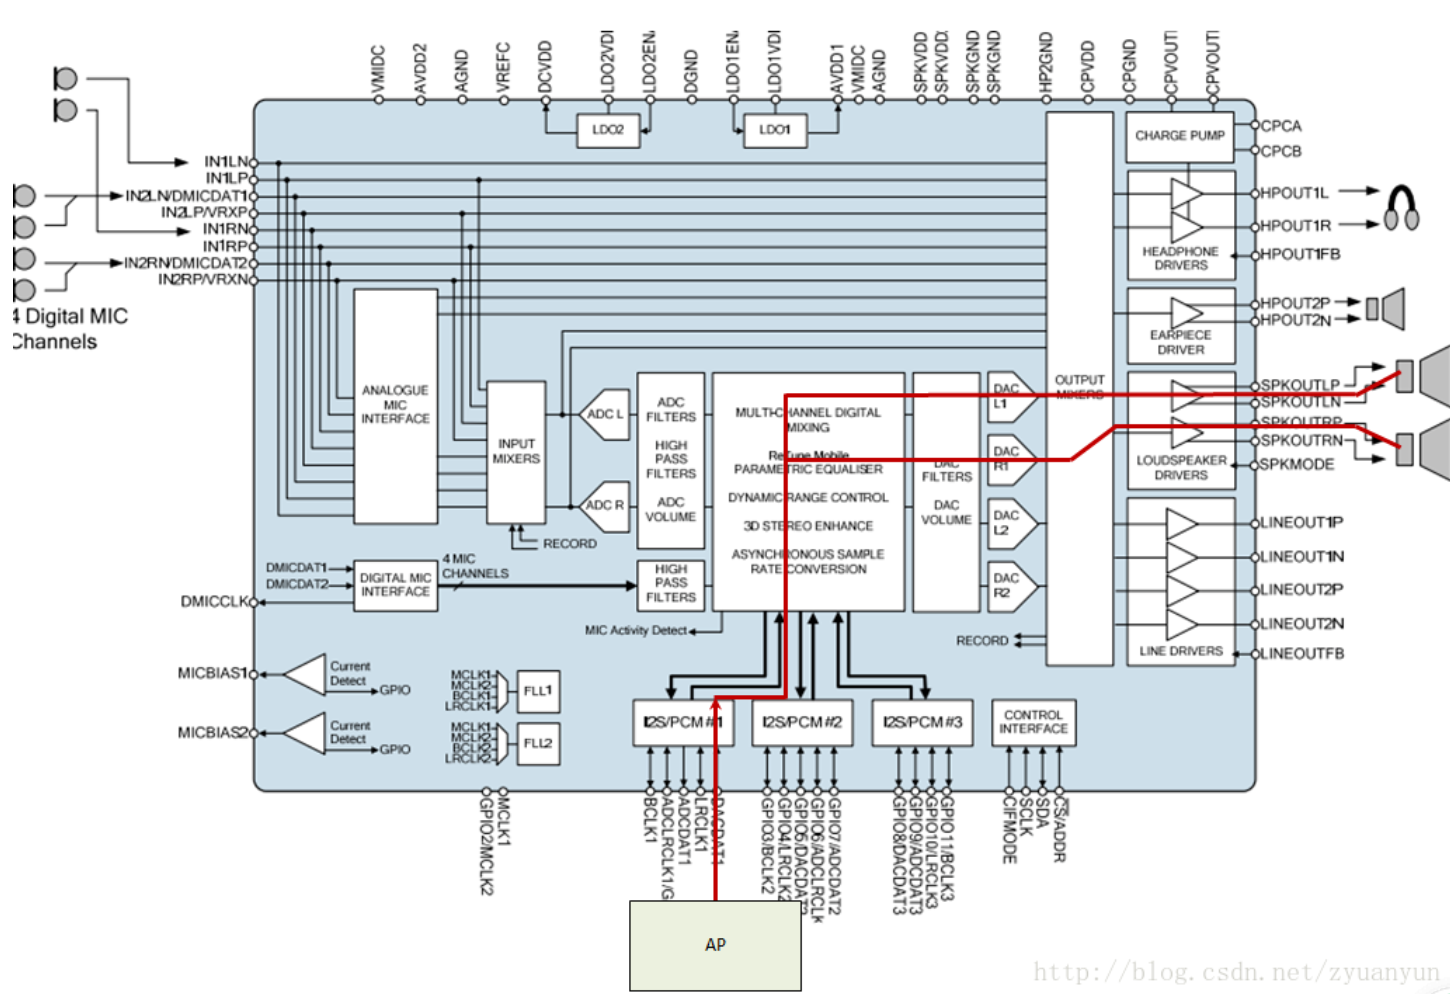 VMIDC
AVDD2
AGND
VREFC
DCVDD
LDO2VDI
LDO2EN
DGND
LDO1EN
LDO1VDI
AVDD1
VMIDC
AGND
SPKVDD
SPKVDD
SPKGND
SPKGND
HP2GND
CPVDD
CPGND
CPVOUT
CPVOUT
LDO2
LDO1
CHARGE PUMP
CPCA
CPCB
IN1LN
IN1LP
IN2LN/DMICDAT1
IN2LP/VRXP
IN1RN
IN1RP
IN2RN/DMICDAT2
IN2RP/VRXN
4 Digital MIC
Channels
HPOUT1L
HPOUT1R
HPOUT1FB
HEADPHONE
DRIVERS
HPOUT2P
HPOUT2N
EARPIECE
DRIVER
SPKOUTLP
SPKOUTLN
SPKOUTRP
SPKOUTRN
SPKMODE
LOUDSPEAKER
DRIVERS
LINEOUT1P
LINEOUT1N
LINEOUT2P
LINEOUT2N
LINEOUTFB
LINE DRIVERS
ANALOGUE
MIC
INTERFACE
INPUT
MIXERS
RECORD
ADC L
ADC R
ADC
FILTERS
HIGH
PASS
FILTERS
ADC
VOLUME
MULTI-CHANNEL DIGITAL
MIXING
ReTune Mobile
PARAMETRIC EQUALISER
DYNAMIC RANGE CONTROL
3D STEREO ENHANCE
ASYNCHRONOUS SAMPLE
RATE CONVERSION
DAC
FILTERS
DAC
VOLUME
DAC
L1
DAC
R1
DAC
L2
DAC
R2
OUTPUT
MIXERS
RECORD
DMICDAT1
DMICDAT2
DIGITAL MIC
INTERFACE
4 MIC
CHANNELS
HIGH
PASS
FILTERS
DMICCLK
MIC Activity Detect
MICBIAS1
Current
Detect
GPIO
MICBIAS2
Current
Detect
GPIO
MCLK1
MCLK2
BCLK1
LRCLK1
FLL1
MCLK1
MCLK2
BCLK2
LRCLK2
FLL2
I2S/PCM #1
I2S/PCM #2
I2S/PCM #3
CONTROL
INTERFACE
GPIO2/MCLK2
MCLK1
BCLK1
ADCLRCLK1/G
ADCDAT1
LRCLK1
DACDAT1
GPIO3/BCLK2
GPIO4/LRCLK2
GPIO5/DACDAT2
GPIO6/ADCLRCLK
GPIO7/ADCDAT2
GPIO8/DACDAT3
GPIO9/ADCDAT3
GPIO10/LRCLK3
GPIO11/BCLK3
CIFMODE
SCLK
SDA
CS/ADDR
AP
http://blog.csdn.net/zyuanyun